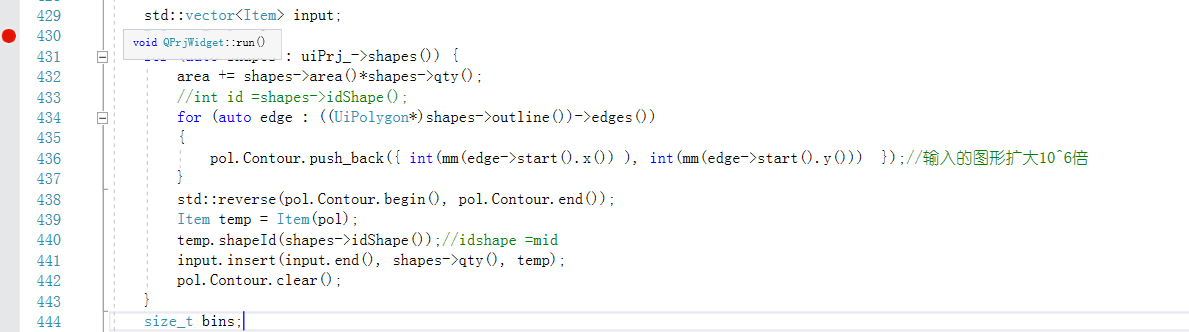 429 std::vector<Item> input;
430
void QPrjWidget::run()
431 : uiPrj_->shapes()) {
432 area += shapes->area()*shapes->qty();
433 //int id =shapes->idShape();
434 for (auto edge : ((UiPolygon*)shapes->outline())->edges())
435 {
436 pol.Contour.push_back({ int(mm(edge->start().x()) ), int(mm(edge->start().y())) });//输入的图形扩大10^6倍
437 }
438 std::reverse(pol.Contour.begin(), pol.Contour.end());
439 Item temp = Item(pol);
440 temp.shapeId(shapes->idShape());//idshape =mid
441 input.insert(input.end(), shapes->qty(), temp);
442 pol.Contour.clear();
443 }
444 size_t bins;